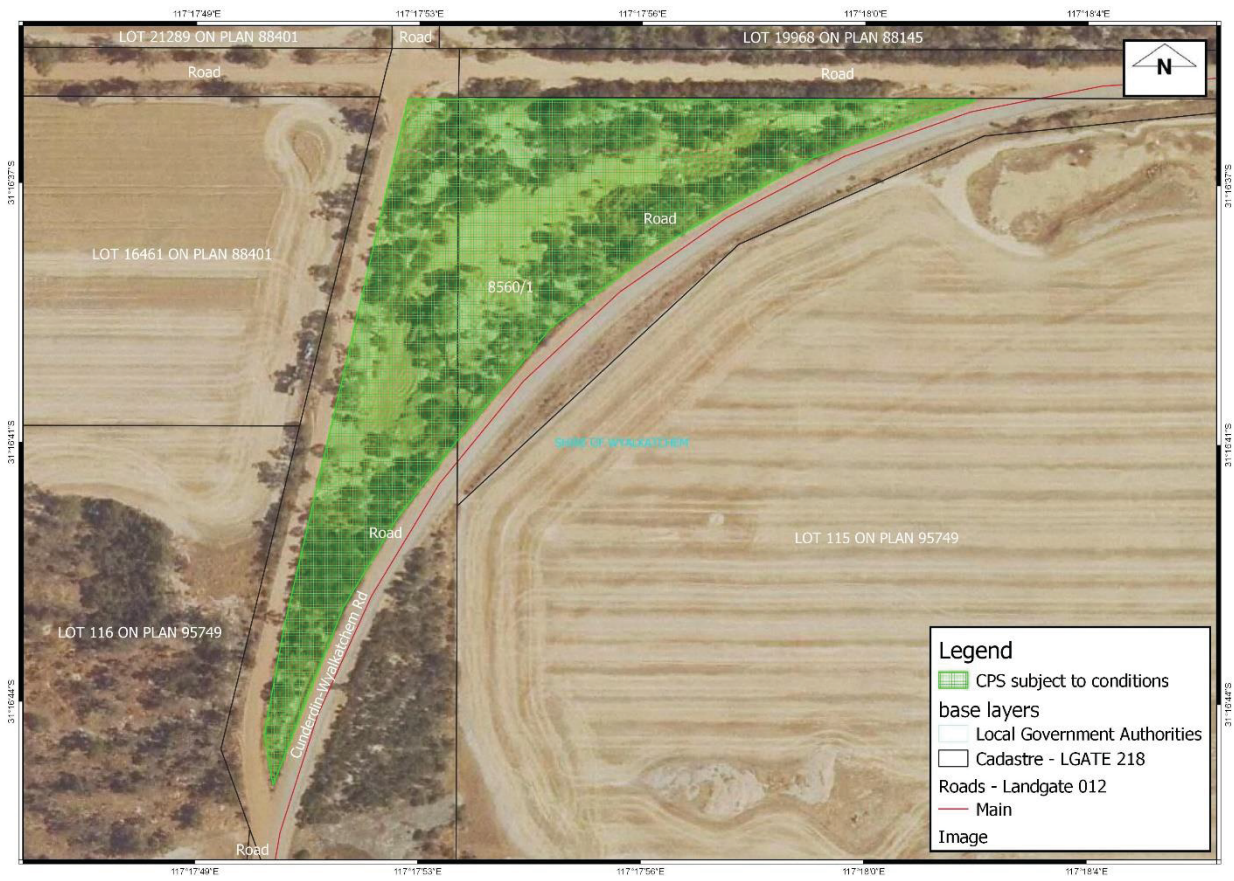 117°17'49"E
117°17'53"E
117°17'56"E
117°18'0"E
117°18'4"E
LOT 21289 ON PLAN 88401
Road
LOT 19968 ON PLAN 88145
Road
Road
N
31°16'37"S
31°16'37"S
Road
LOT 16461 ON PLAN 88401
8560/1
31°16'41"S
31°16'41"S
SHIRE OF WYALKATCHEM
Road
LOT 115 ON PLAN 95749
LOT 116 ON PLAN 95749
Cunderdin-Wyalkatchem Rd
31°16'44"S
31°16'44"S
Legend
CPS subject to conditions
base layers
Local Government Authorities
Cadastre - LGATE 218
Roads - Landgate 012
Main
Image
Road
117°17'49"E
117°17'53"E
117°17'56"E
117°18'0"E
117°18'4"E